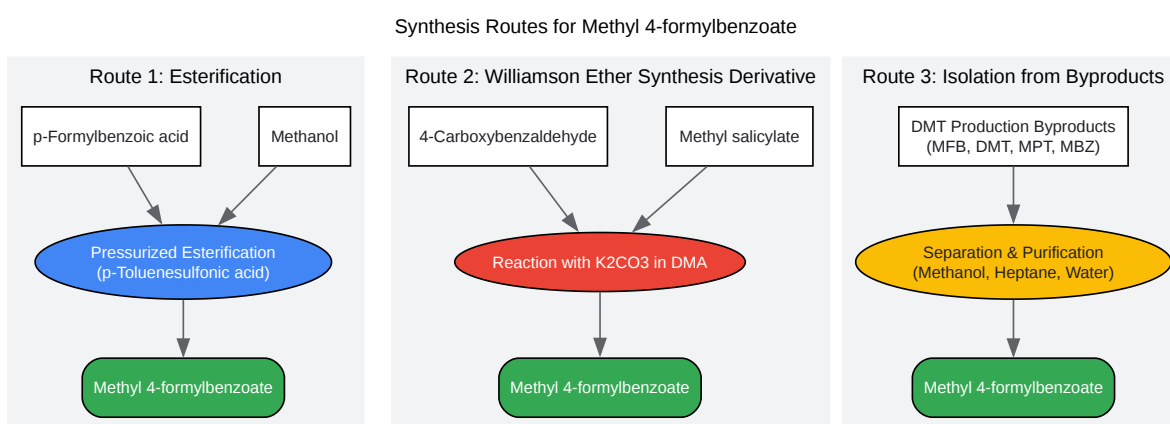 Synthesis Routes for Methyl 4-formylbenzoate
Route 1: Esterification
p-Formylbenzoic acid
Methanol
Pressurized Esterification
(p-Toluenesulfonic acid)
Methyl 4-formylbenzoate
Route 2: Williamson Ether Synthesis Derivative
4-Carboxybenzaldehyde
Methyl salicylate
Reaction with K2CO3 in DMA
Methyl 4-formylbenzoate
Route 3: Isolation from Byproducts
DMT Production Byproducts
(MFB, DMT, MPT, MBZ)
Separation & Purification
(Methanol, Heptane, Water)
Methyl 4-formylbenzoate